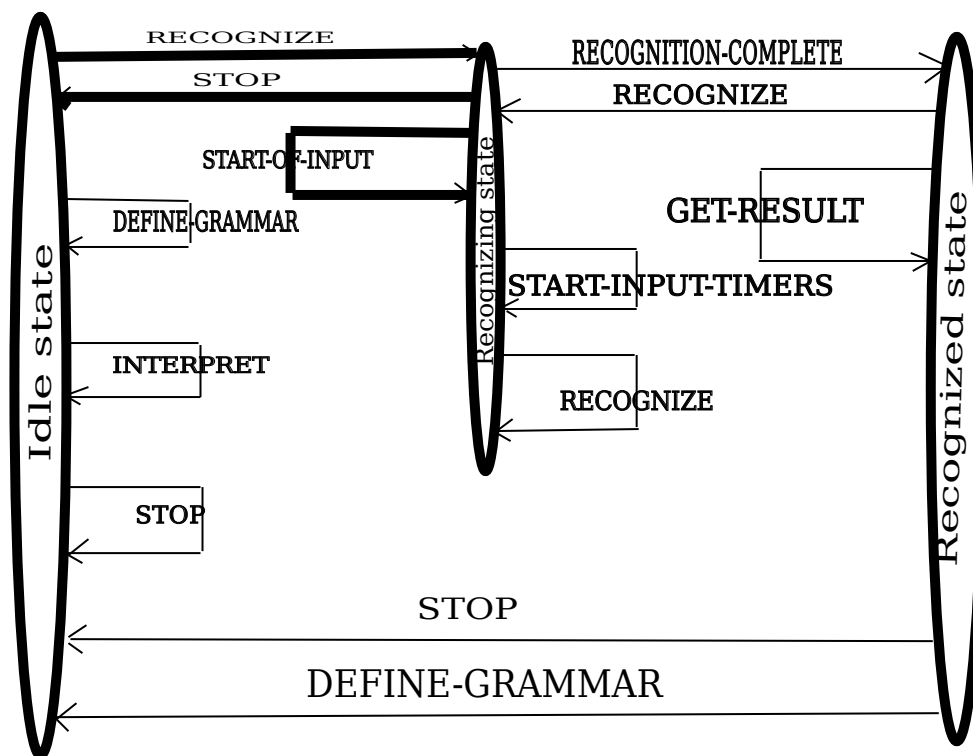 RECOGNIZE
RECOGNITION-COMPLETE
STOP
RECOGNIZE
START-OF-INPUT
GET-RESULT
DEFINE-GRAMMAR
START-INPUT-TIMERS
Idle state
Recognizing state
Recognized state
INTERPRET
RECOGNIZE
STOP
STOP
DEFINE-GRAMMAR